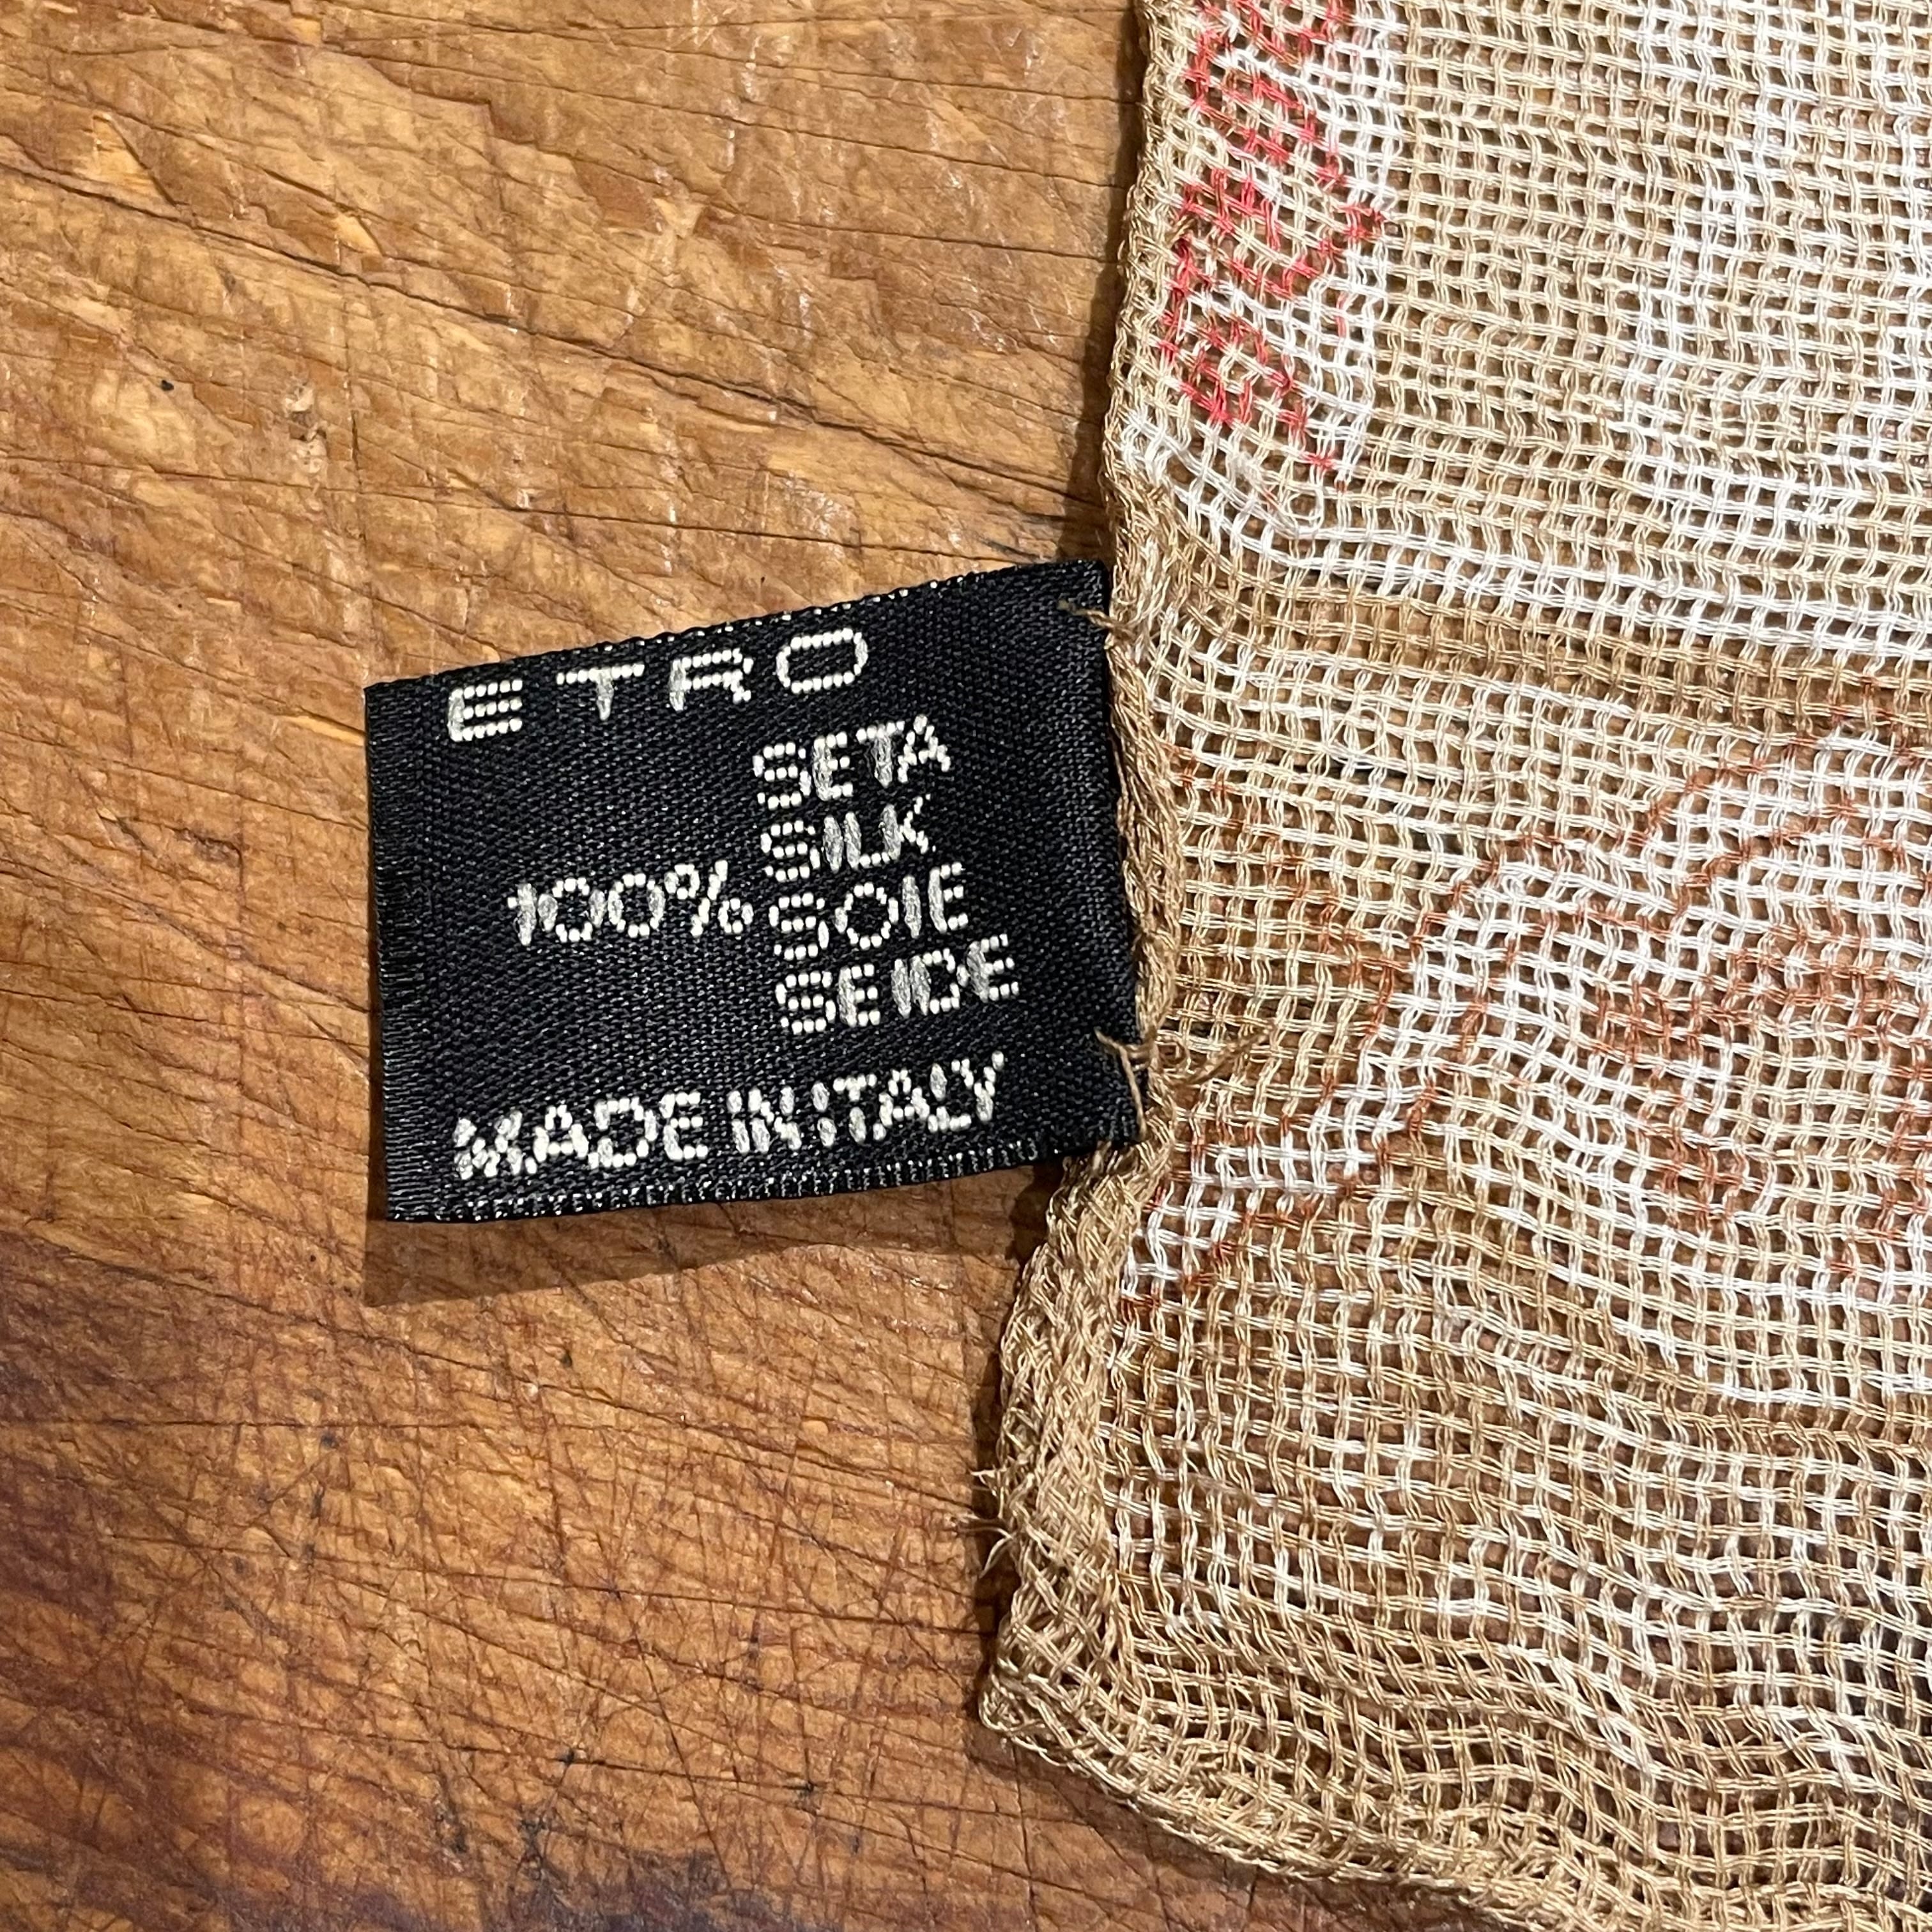 ETRO
SETA
SILK
100%
SOIE
SEIDE
MADE IN ITALY